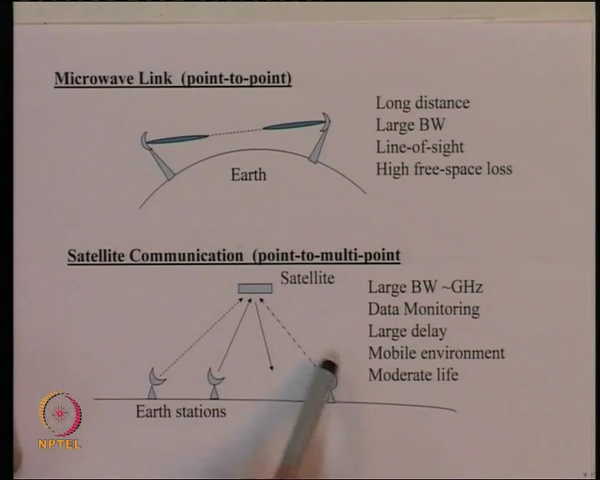 Microwave Link (point-to-point)
Long distance
Large BW
Line-of-sight
High free-space loss
Earth
Satellite Communication (point-to-multi-point
Satellite
Large BW ~GHz
Data Monitoring
Large delay
Mobile environment
Moderate life
Earth stations
NPTEL